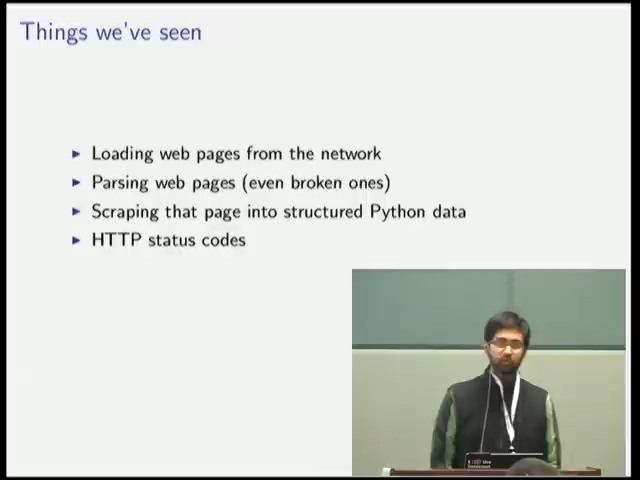 Things we've seen
Loading web pages from the network
Parsing web pages (even broken ones)
Scraping that page into structured Python data
HTTP status codes